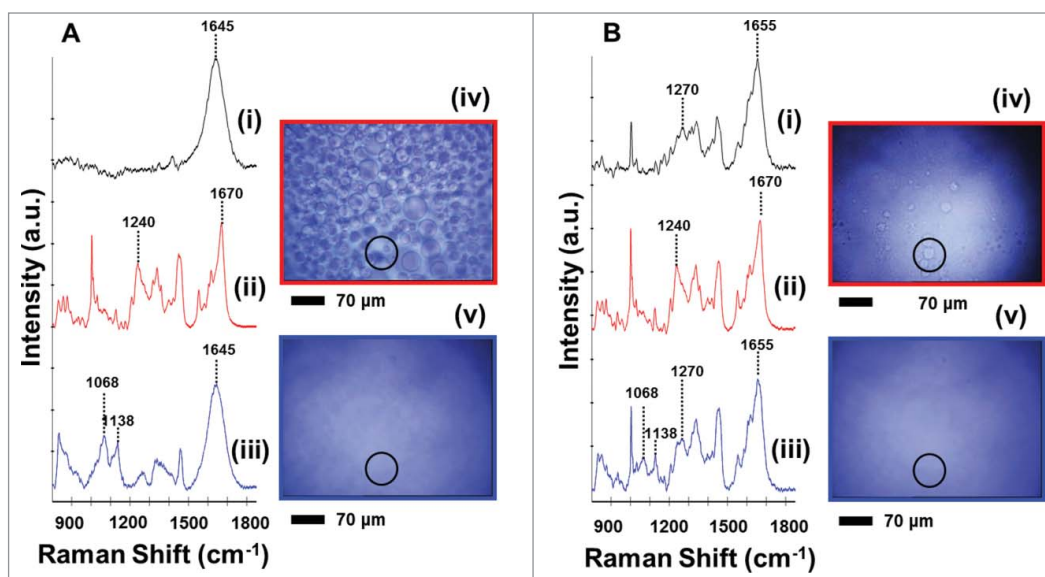 A
1645
(i)
(iv)
1240
1670
(ii)
70 µm
(v)
1068
1138
1645
(iii)
70 µm
Intensity (a.u.)
900 1200 1500 1800
Raman Shift (cm-1)
B
1655
1270
(i)
(iv)
1240
1670
(ii)
70 µm
(v)
1068
1138
1270
1655
(iii)
70 µm
Intensity (a.u.)
900 1200 1500 1800
Raman Shift (cm-1)